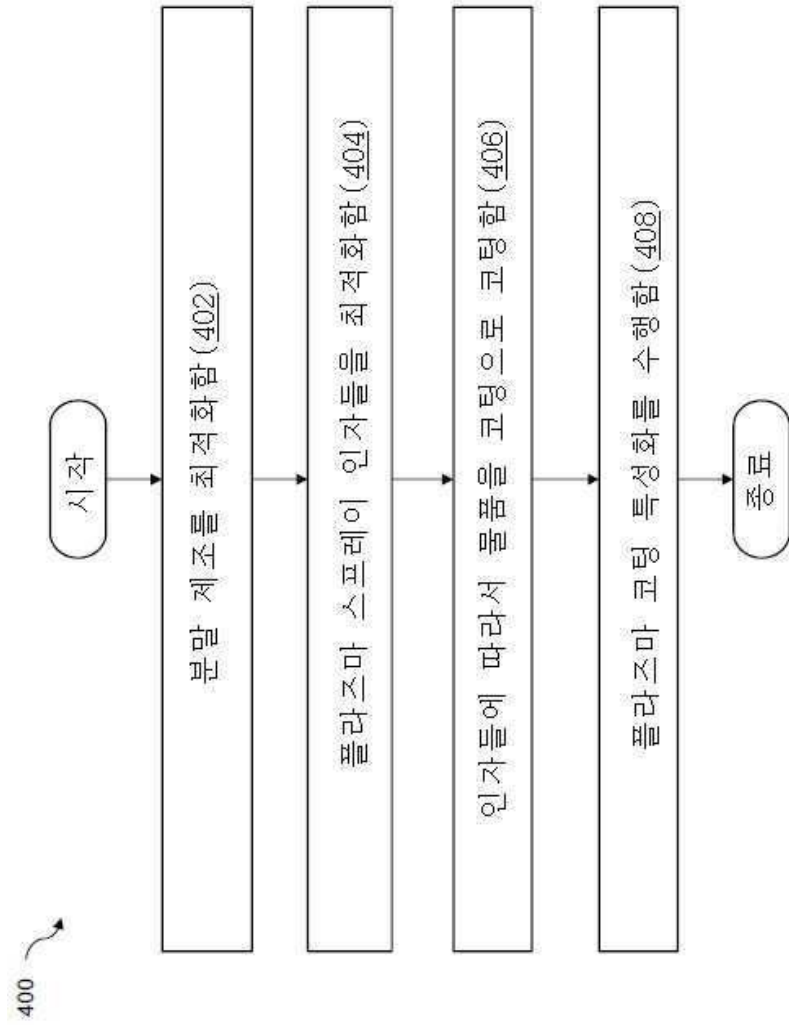 400
시작
분말 제조를 최적화함(402)
플라즈마 스프레이 인자들을 최적화함(404)
인자들에 따라서 물품을 코팅으로 코팅함(406)
플라즈마 코팅 특성화를 수행함(408)
종료